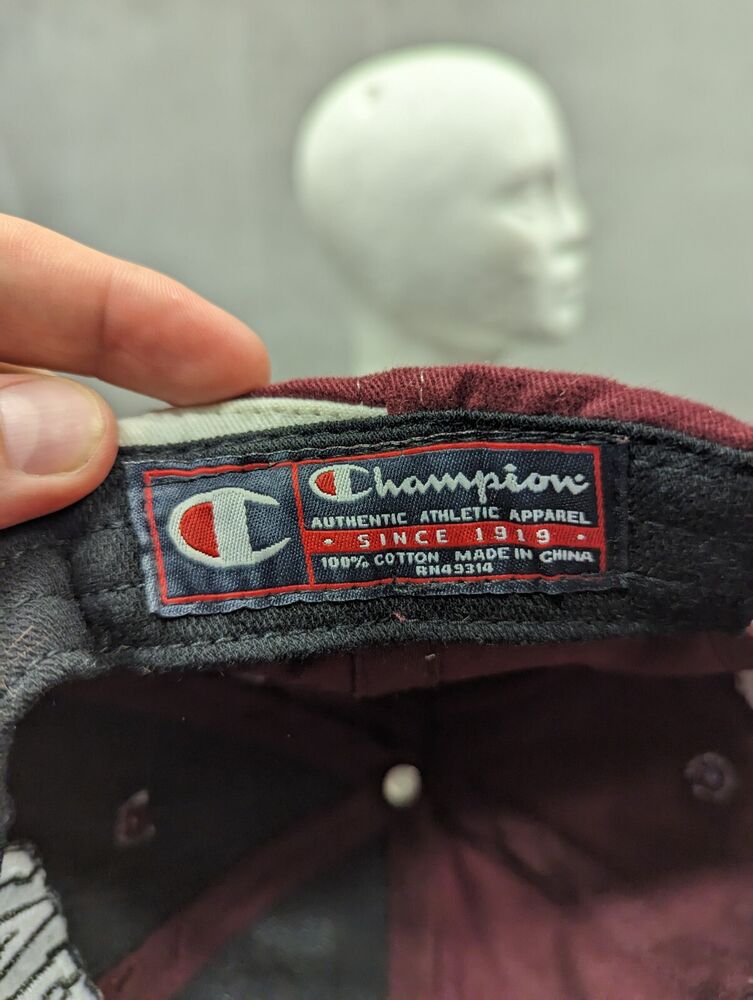 Champion
AUTHENTIC ATHLETIC APPAREL
· SINCE 1919 ·
100% COTTON MADE IN CHINA
RN49314